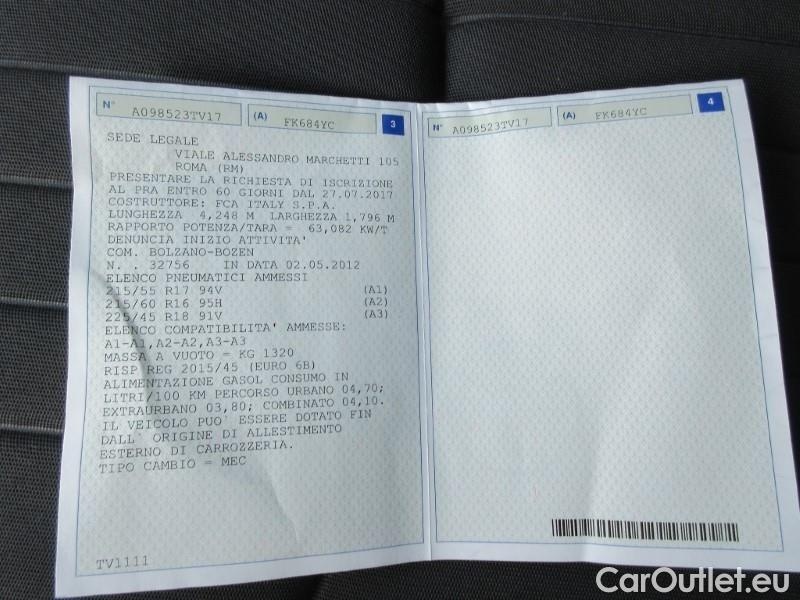 N° A098523TV17 (A) FK684YC 3
SEDE LEGALE
VIALE ALESSANDRO MARCHETTI 105
ROMA (RM)
PRESENTARE LA RICHIESTA DI ISCRIZIONE
AL PRA ENTRO 60 GIORNI DAL 27.07.2017
COSTRUTTORE: FCA ITALY S.P.A.
LUNGHEZZA 4,248 M LARGHEZZA 1,796 M
RAPPORTO POTENZA/TARA = 63,082 KW/T
DENUNCIA INIZIO ATTIVITA'
COM. BOLZANO-BOZEN
N. . 32756 IN DATA 02.05.2012
ELENCO PNEUMATICI AMMESSI
215/55 R17 94V (A1)
215/60 R16 95H (A2)
225/45 R18 91V (A3)
ELENCO COMPATIBILITA' AMMESSE:
A1-A1,A2-A2,A3-A3
MASSA A VUOTO = KG 1320
RISP REG 2015/45 (EURO 6B)
ALIMENTAZIONE GASOL CONSUMO IN
LITRI/100 KM PERCORSO URBANO 04,70;
EXTRAURBANO 03,80; COMBINATO 04,10.
IL VEICOLO PUO' ESSERE DOTATO FIN
DALL' ORIGINE DI ALLESTIMENTO
ESTERNO DI CARROZZERIA.
TIPO CAMBIO = MEC
TV1111
N° A098523TV17 (A) FK684YC 4
CarOutlet.eu